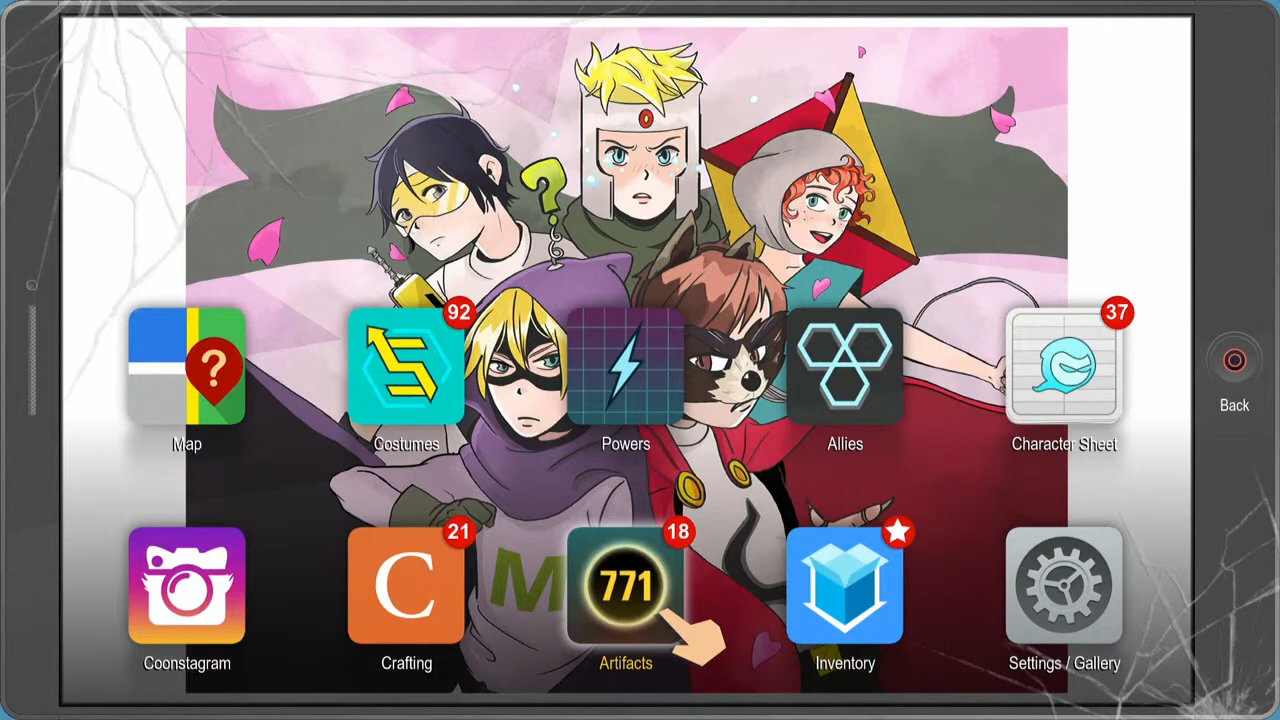 92
37
?
Map
Costumes
Powers
Allies
Character Sheet
Back
21
18
C
M
771
Coonstagram
Crafting
Artifacts
Inventory
Settings / Gallery